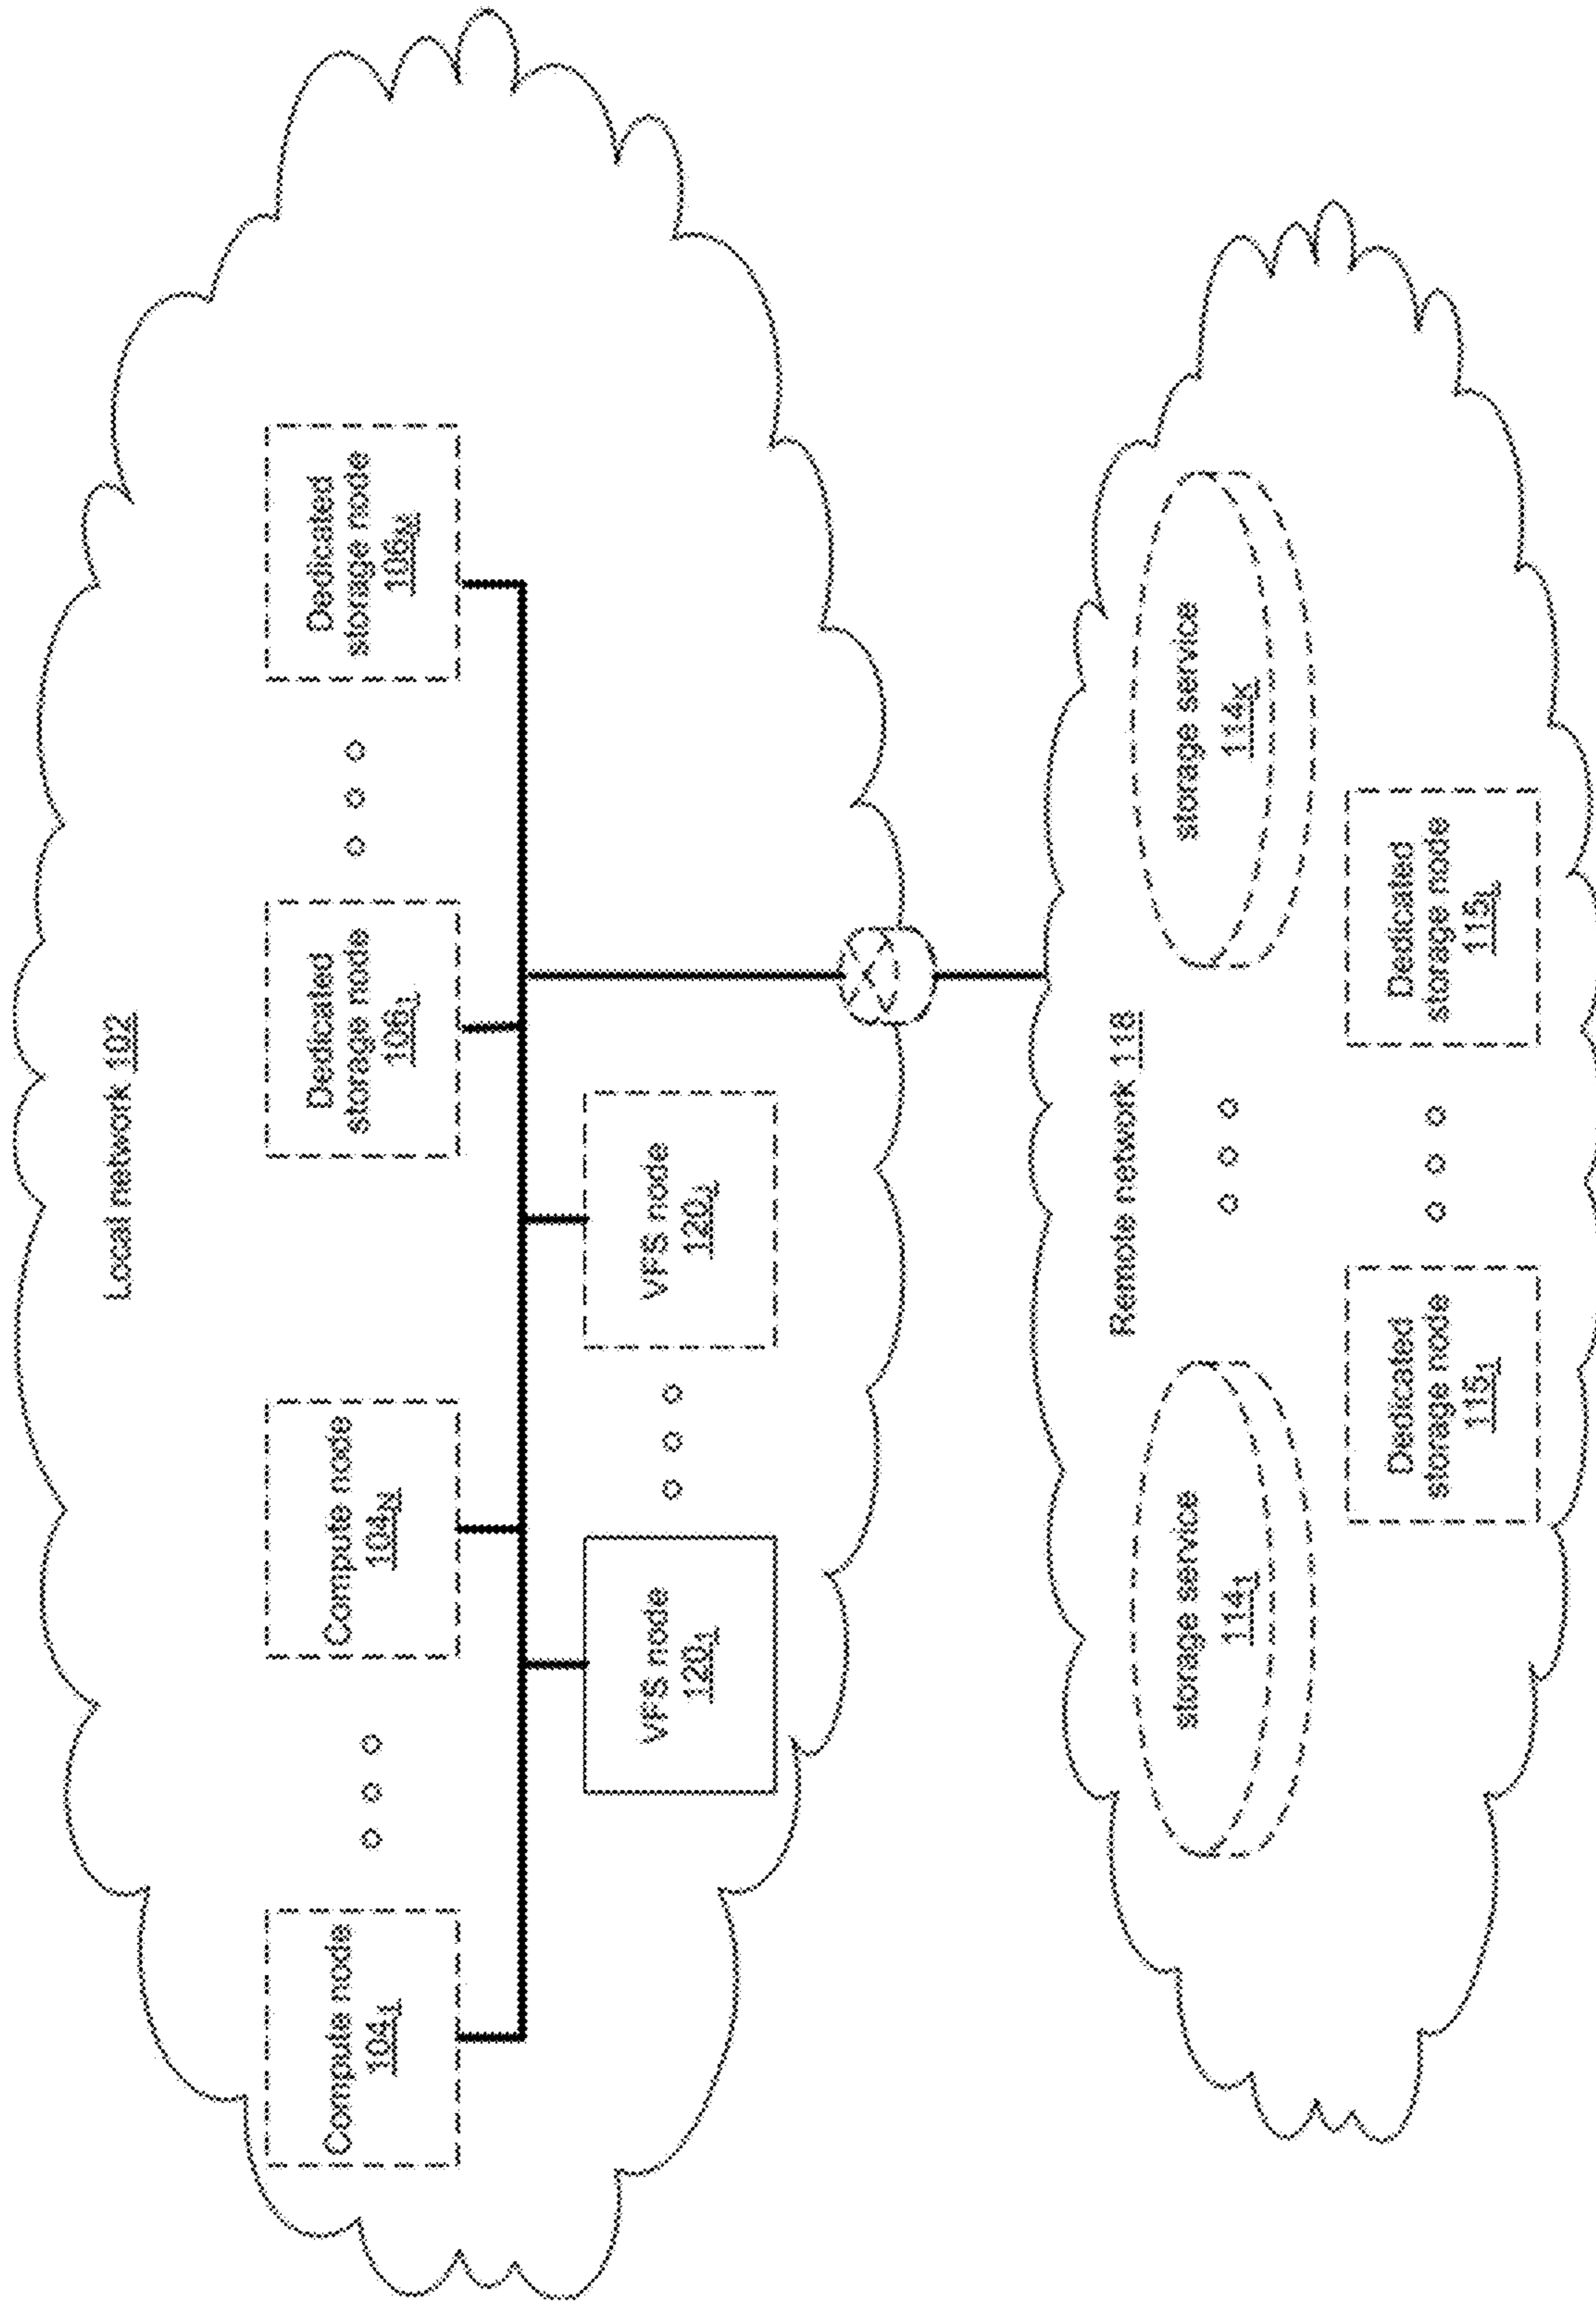 Local network 102
Compute node
104₁
Compute node
104N
Dedicated
storage node
106₁
Dedicated
storage node
106M
VFS node
120₁
VFS node
120J
Remote network 118
storage service
114₁
storage service
114K
Dedicated
storage node
115₁
Dedicated
storage node
115L